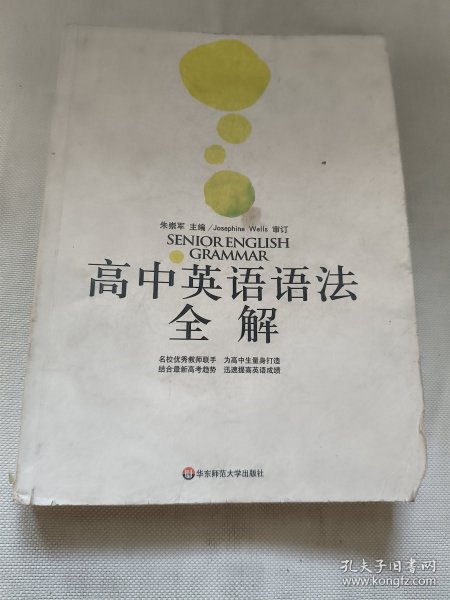 朱崇军 主编/Josephine Wells 审订
SENIOR ENGLISH
GRAMMAR
高中英语语法
全解
名校优秀教师联手 为高中生量身打造
结合最新高考趋势 迅速提高英语成绩
华东师范大学出版社
孔夫子旧书网
www.kongfz.com